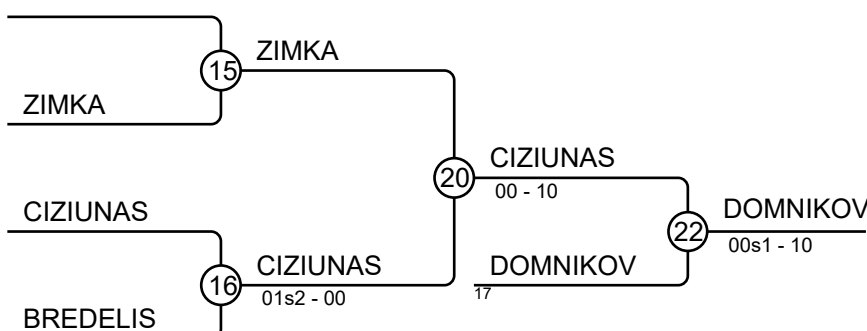 ZIMKA
15
ZIMKA
CIZIUNAS
20
00 - 10
CIZIUNAS
DOMNIKOV
22
00s1 - 10
CIZIUNAS
16
01s2 - 00
DOMNIKOV
17
BREDELIS